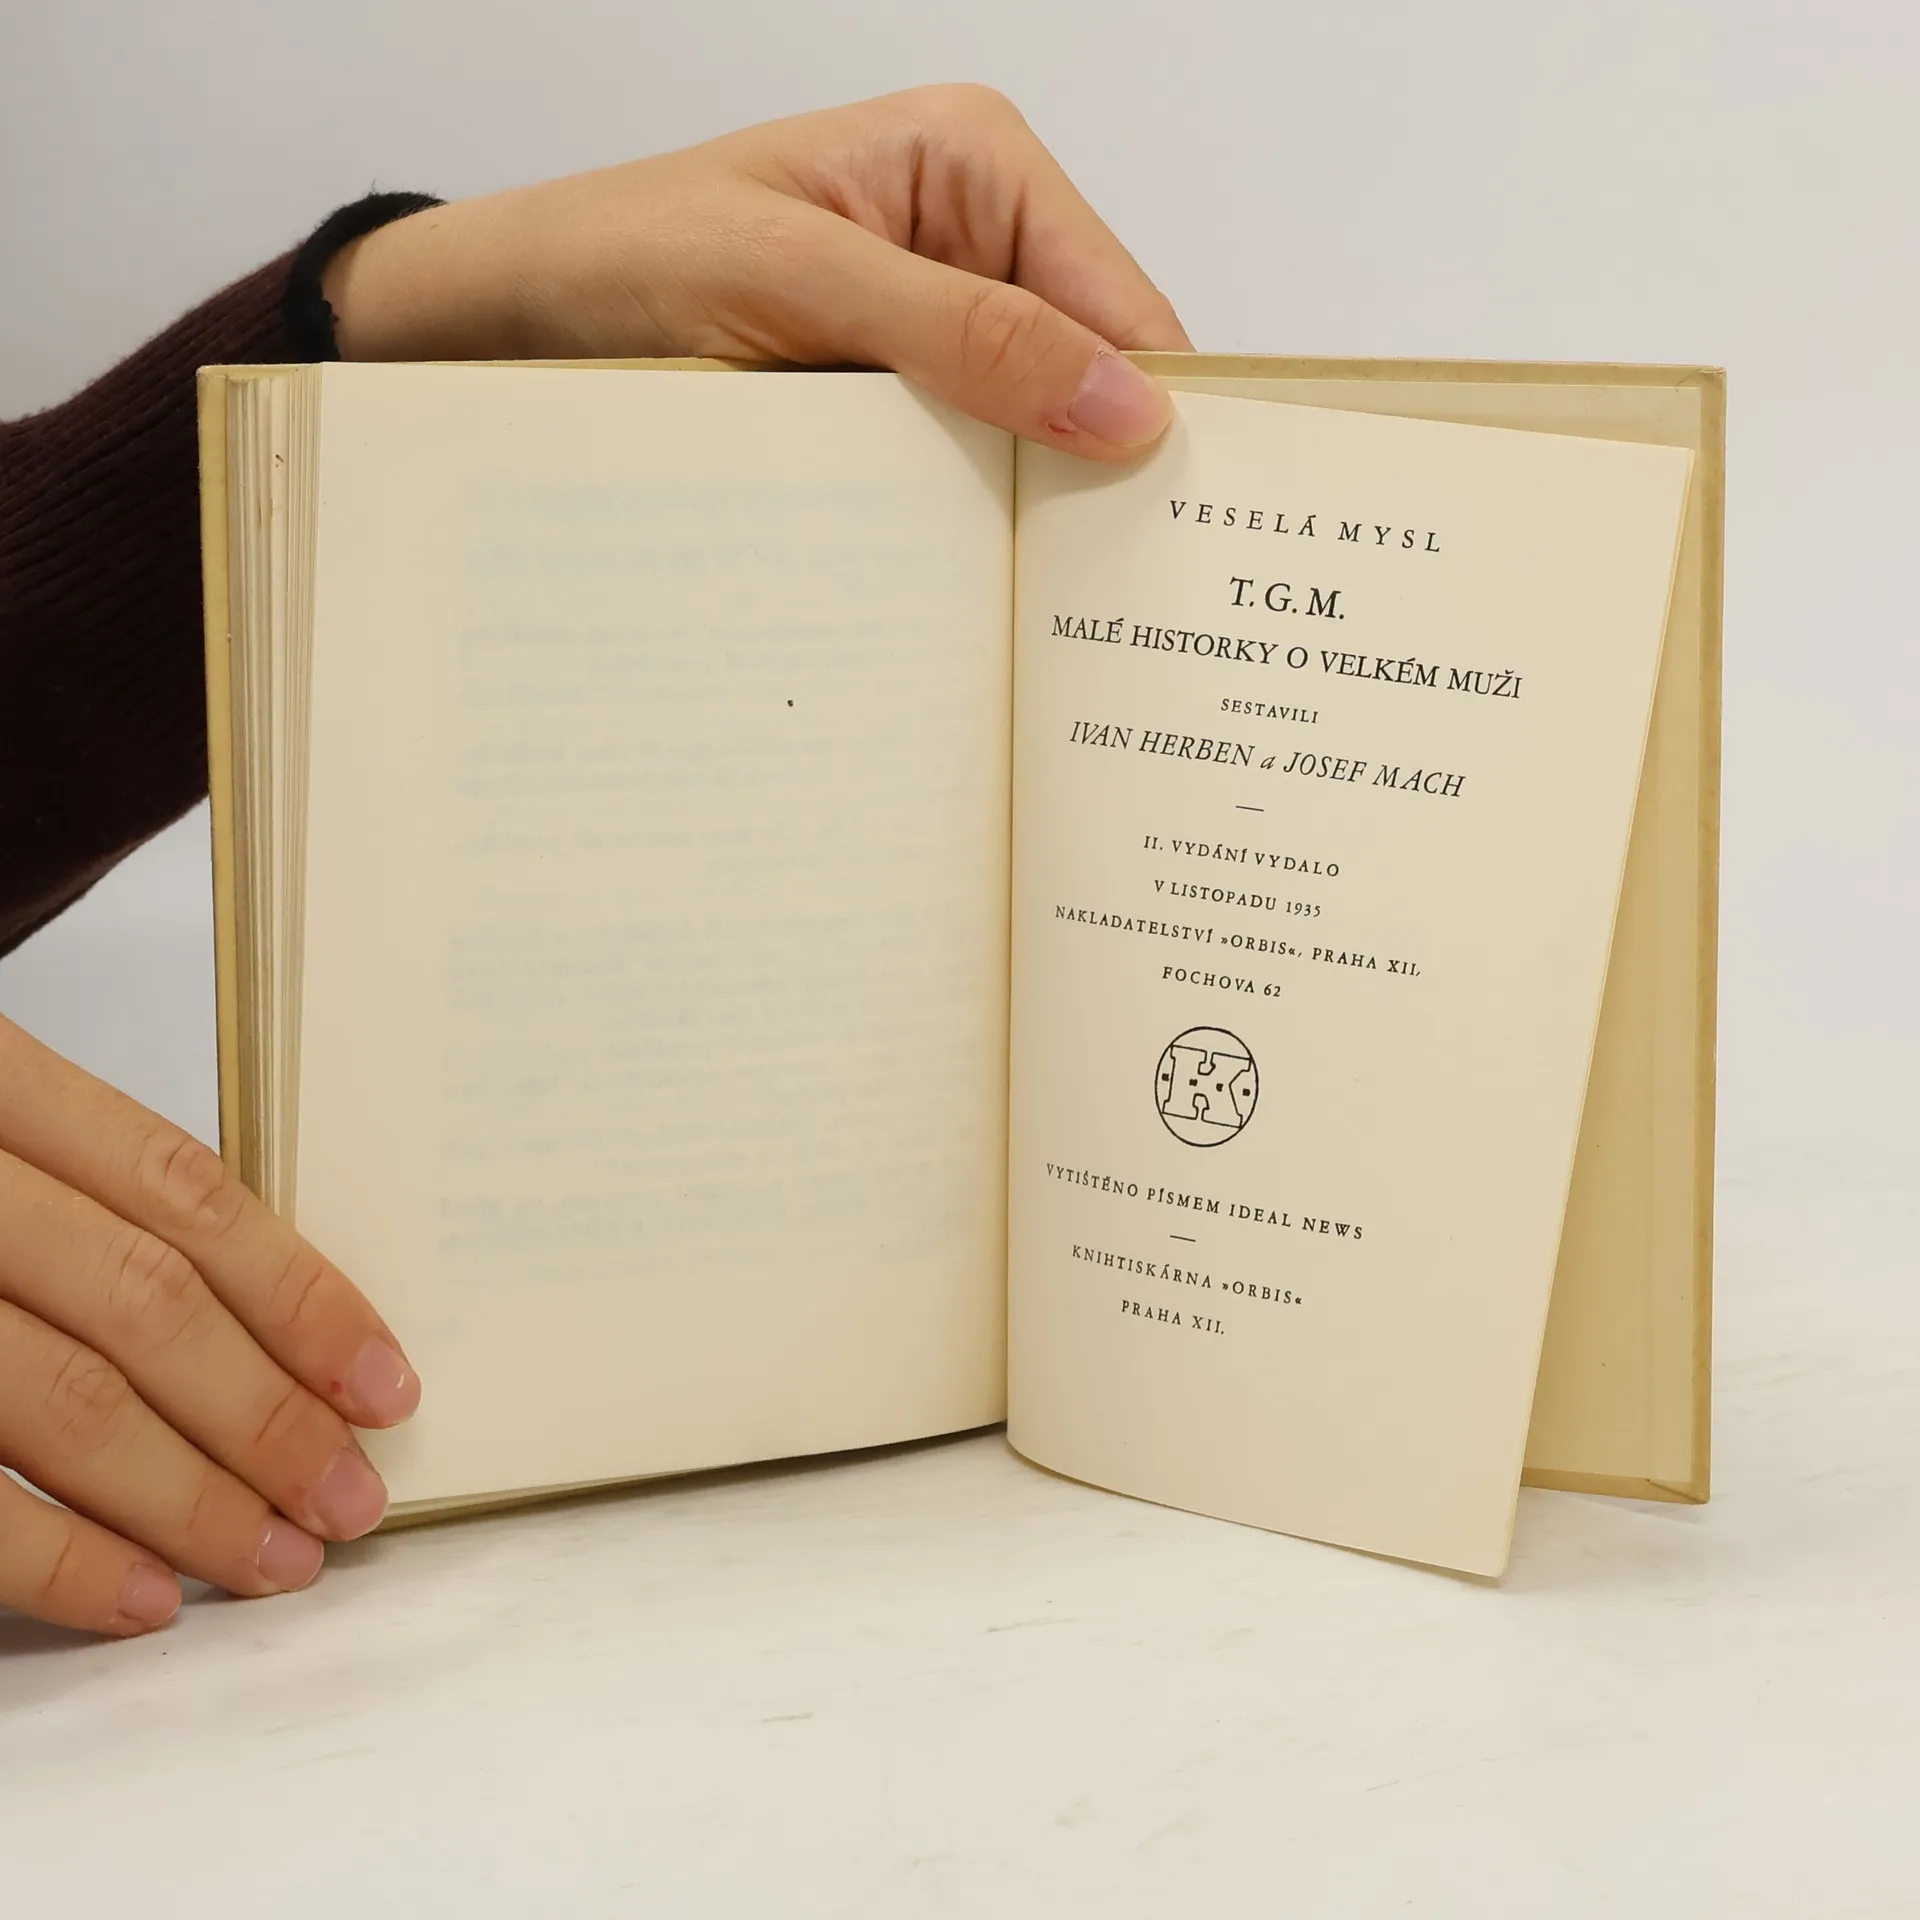 VESELÁ MYSL
T. G. M.
MALÉ HISTORKY O VELKÉM MUŽI
SESTAVILI
IVAN HERBEN a JOSEF MACH
II. VYDÁNÍ VYDALO
V LISTOPADU 1935
NAKLADATELSTVÍ »ORBIS«, PRAHA XII,
FOCHOVA 62
K
VYTIŠTĚNO PÍSMEM IDEAL NEWS
KNIHTISKÁRNA »ORBIS«
PRAHA XII.